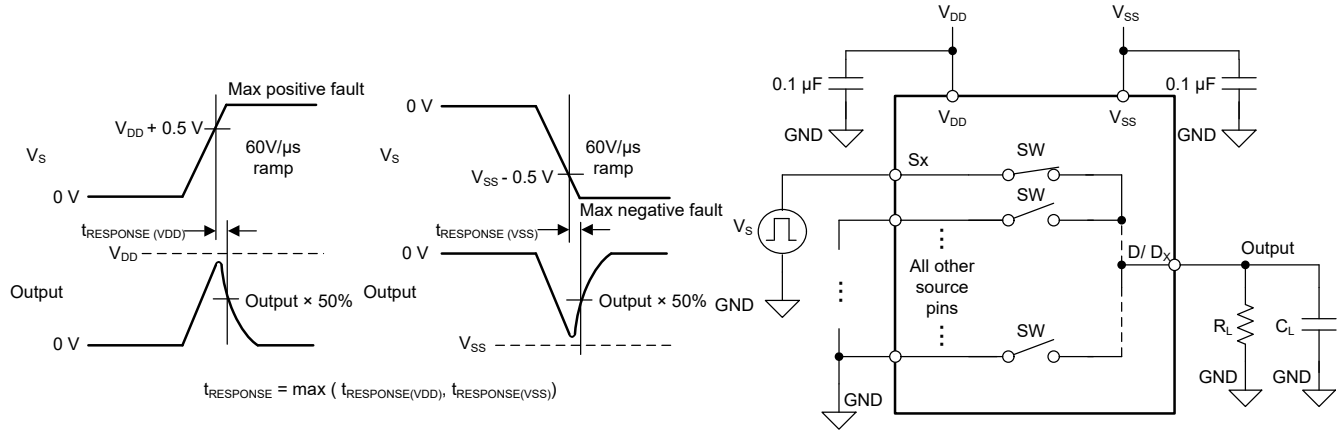 Max positive fault
V_DD + 0.5 V
V_S
60V/µs
ramp
0 V
t_RESPONSE (VDD)
V_DD
Output
Output × 50%
0 V
0 V
60V/µs
ramp
V_S
V_SS - 0.5 V
Max negative fault
t_RESPONSE (VSS)
0 V
Output
Output × 50%
V_SS
t_RESPONSE = max ( t_RESPONSE(VDD), t_RESPONSE(VSS))
V_DD
V_SS
0.1 µF
0.1 µF
GND
V_DD
V_SS
GND
Sx
SW
SW
V_S
GND
All other
source
pins
D/ D_X
Output
SW
R_L
C_L
GND
GND
GND